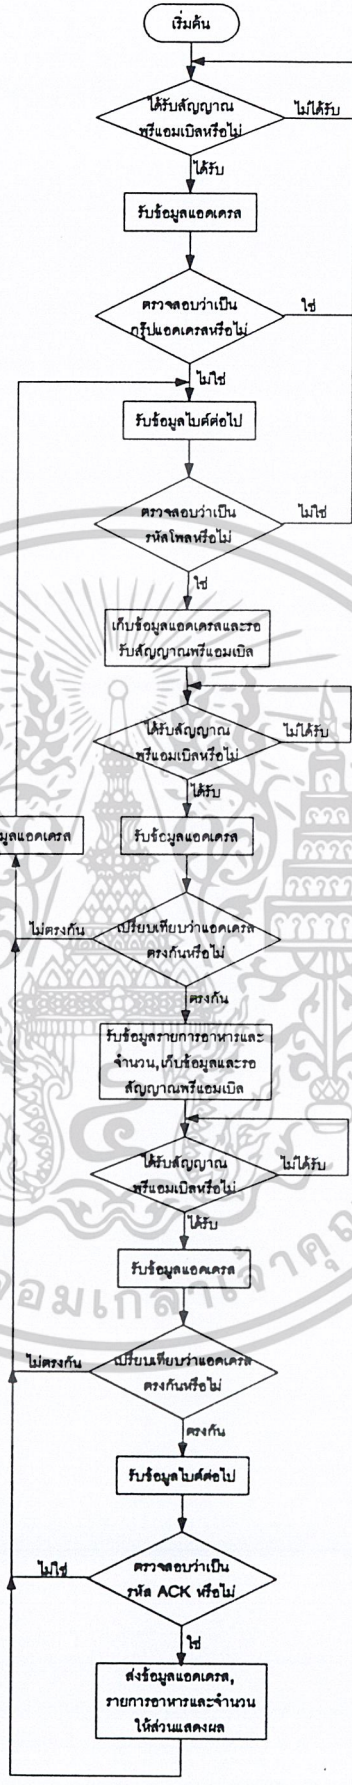 เริ่มต้น
ได้รับสัญญาณ
พรีแอมเบิลหรือไม่
ไม่ได้รับ
ได้รับ
รับข้อมูลแอดเดรส
ตรวจสอบว่าเป็น
กรุ๊ปแอดเดรสหรือไม่
ใช่
ไม่ใช่
รับข้อมูลไบต์ต่อไป
ตรวจสอบว่าเป็น
รหัสโพลหรือไม่
ไม่ใช่
ใช่
เก็บข้อมูลแอดเดรสและรอ
รับสัญญาณพรีแอมเบิล
ได้รับสัญญาณ
พรีแอมเบิลหรือไม่
ไม่ได้รับ
ได้รับ
มูลแอดเดรส
รับข้อมูลแอดเดรส
ไม่ตรงกัน
เปรียบเทียบว่าแอดเดรส
ตรงกันหรือไม่
ตรงกัน
รับข้อมูลรายการอาหารและ
จำนวน,เก็บข้อมูลและรอ
สัญญาณพรีแอมเบิล
ได้รับสัญญาณ
พรีแอมเบิลหรือไม่
ไม่ได้รับ
ได้รับ
รับข้อมูลแอดเดรส
อมเกล้าเจ้าคุณ
ไม่ตรงกัน
เปรียบเทียบว่าแอดเดรส
ตรงกันหรือไม่
ตรงกัน
รับข้อมูลไบต์ต่อไป
ไม่ใช่
ตรวจสอบว่าเป็น
รหัส ACK หรือไม่
ใช่
ส่งข้อมูลแอดเดรส,
รายการอาหารและจำนวน
ให้ส่วนแสดงผล